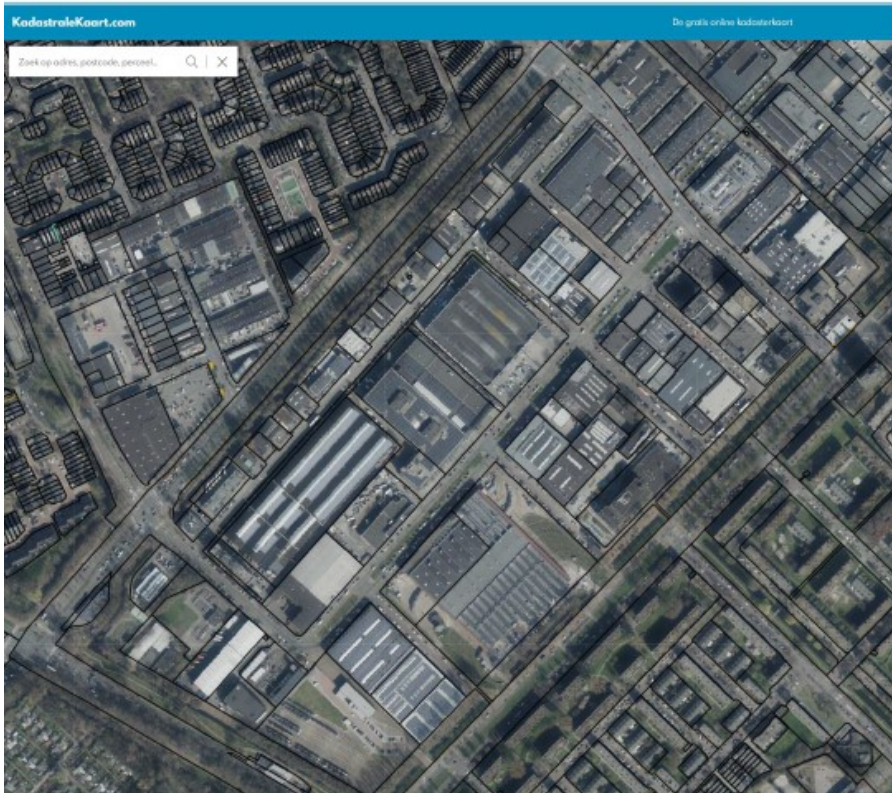 KadastraleKaart.com
De gratis online kadasterkaart
Zoek op adres, postcode, perceel..